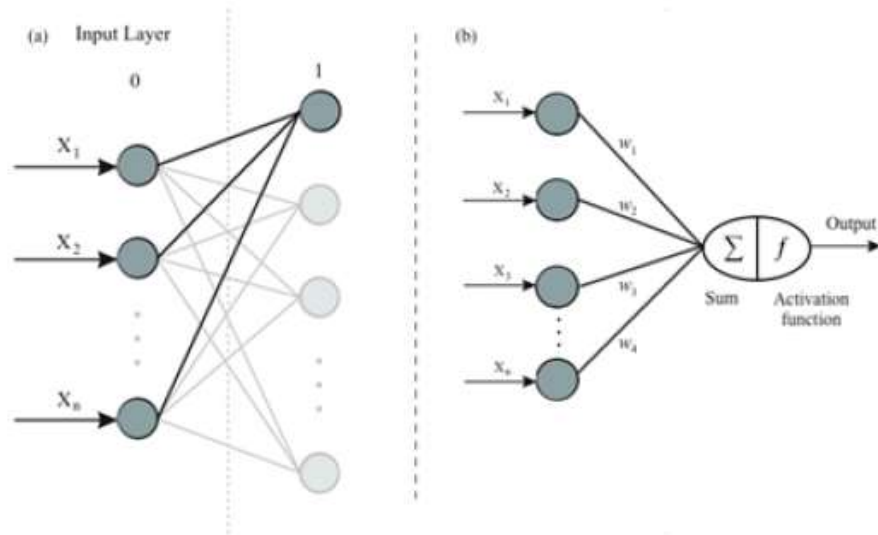 (a) Input Layer
0
1
X₁
X₂
Xₙ
(b)
X₁
X₂
X₃
Xₙ
w₁
w₂
w₃
w₄
Σ f
Output
Sum
Activation
function